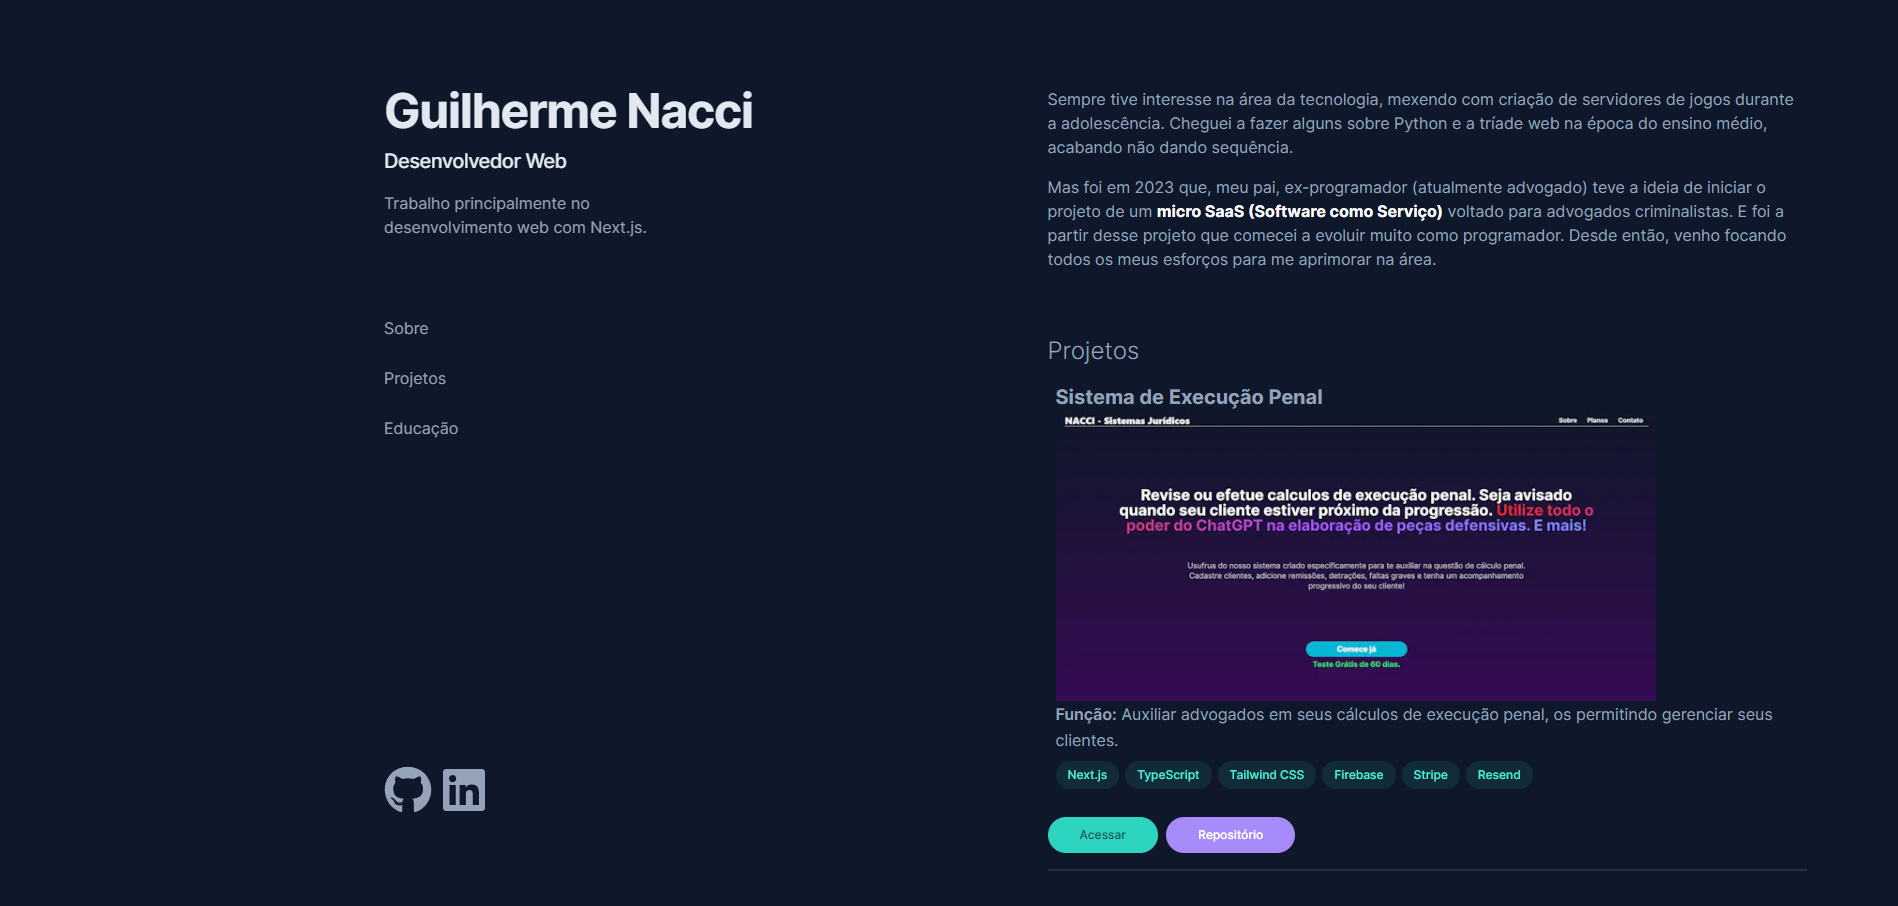 Guilherme Nacci
Desenvolvedor Web
Trabalho principalmente no
desenvolvimento web com Next.js.
Sobre
Projetos
Educação
Sempre tive interesse na área da tecnologia, mexendo com criação de servidores de jogos durante
a adolescência. Cheguei a fazer alguns sobre Python e a tríade web na época do ensino médio,
acabando não dando sequência.
Mas foi em 2023 que, meu pai, ex-programador (atualmente advogado) teve a ideia de iniciar o
projeto de um micro SaaS (Software como Serviço) voltado para advogados criminalistas. E foi a
partir desse projeto que comecei a evoluir muito como programador. Desde então, venho focando
todos os meus esforços para me aprimorar na área.
Projetos
Sistema de Execução Penal
NACCI - Sistemas Jurídicos
Sobre Planos Contato
Revise ou efetue calculos de execução penal. Seja avisado
quando seu cliente estiver próximo da progressão. Utilize todo o
poder do ChatGPT na elaboração de peças defensivas. E mais!
Usufrua do nosso sistema criado especificamente para te auxiliar na questão de cálculo penal.
Cadastre clientes, adicione remissões, detrações, faltas graves e tenha um acompanhamento
progressivo do seu cliente!
Comece já
Teste Grátis de 60 dias.
Função: Auxiliar advogados em seus cálculos de execução penal, os permitindo gerenciar seus
clientes.
Next.js TypeScript Tailwind CSS Firebase Stripe Resend
Acessar Repositório
in